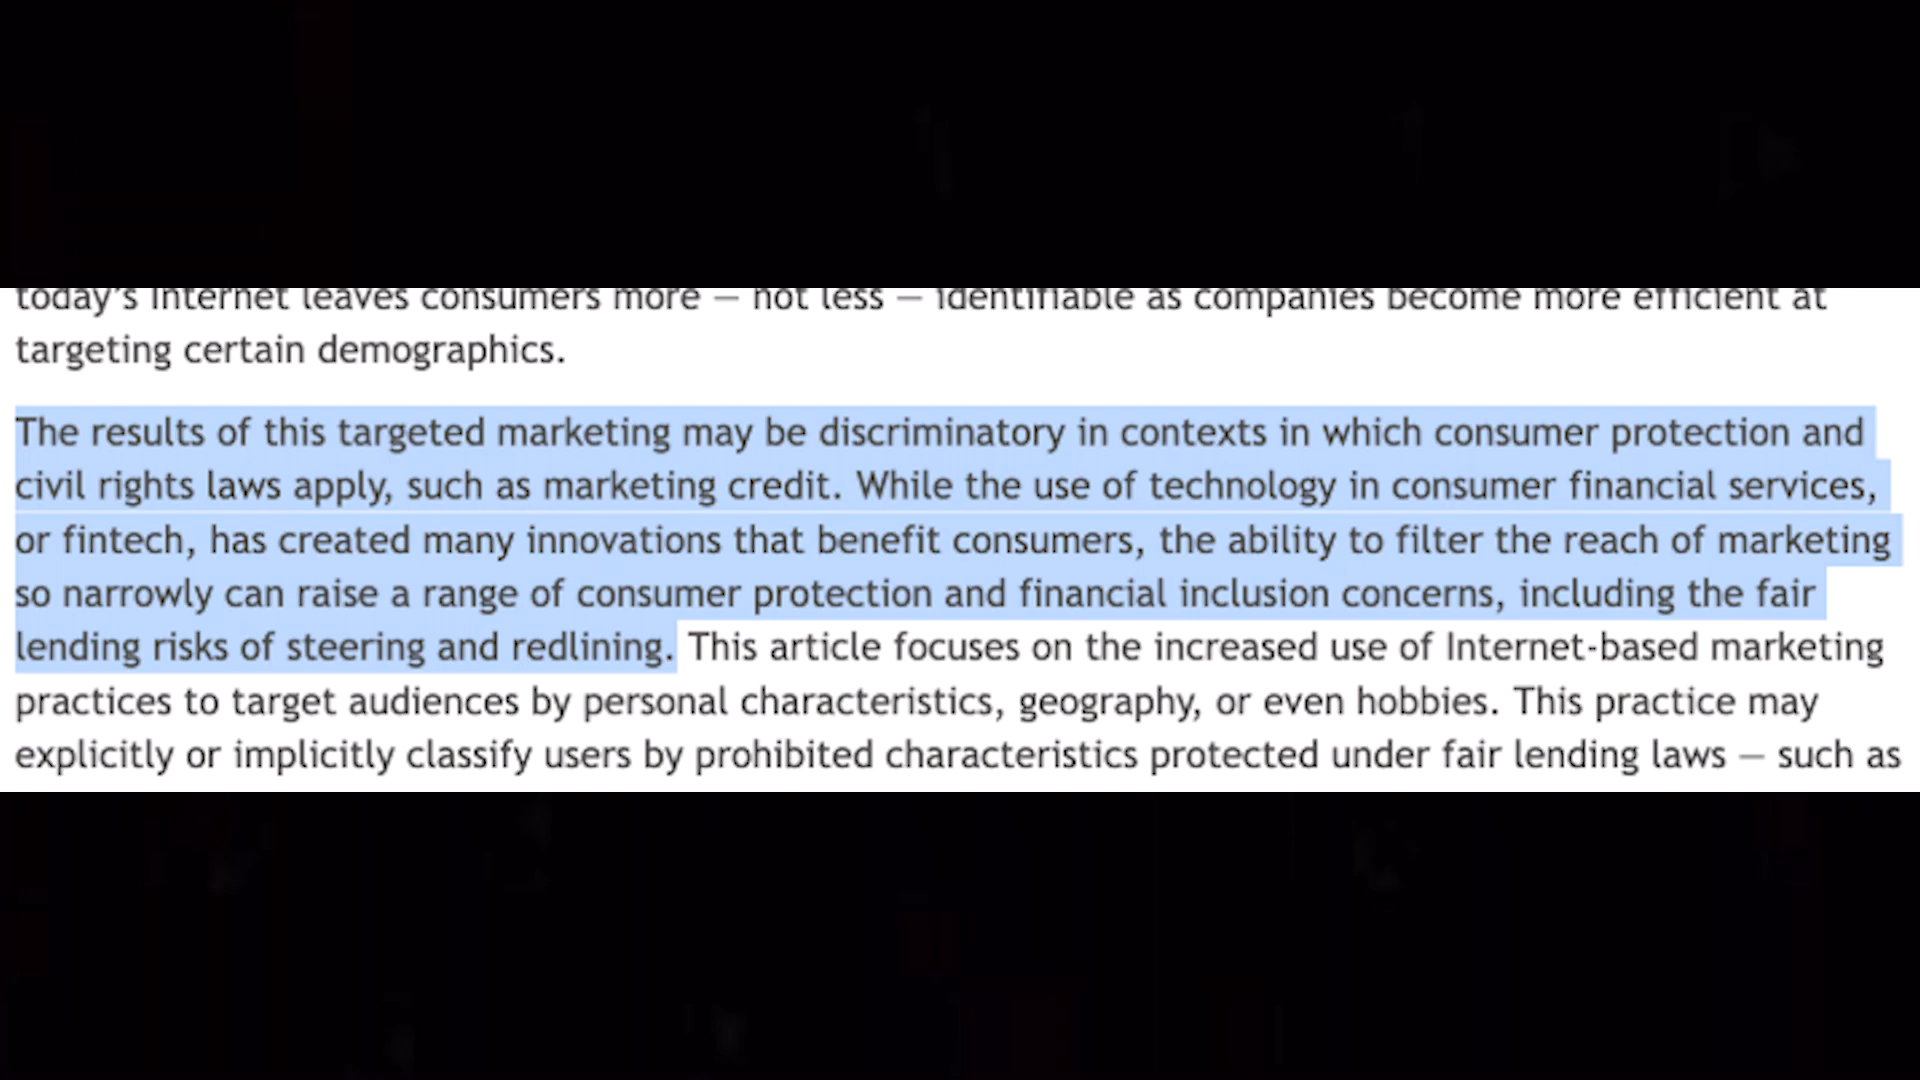 today's Internet leaves consumers more — not less — identifiable as companies become more efficient at
targeting certain demographics.
The results of this targeted marketing may be discriminatory in contexts in which consumer protection and
civil rights laws apply, such as marketing credit. While the use of technology in consumer financial services,
or fintech, has created many innovations that benefit consumers, the ability to filter the reach of marketing
so narrowly can raise a range of consumer protection and financial inclusion concerns, including the fair
lending risks of steering and redlining. This article focuses on the increased use of Internet-based marketing
practices to target audiences by personal characteristics, geography, or even hobbies. This practice may
explicitly or implicitly classify users by prohibited characteristics protected under fair lending laws — such as